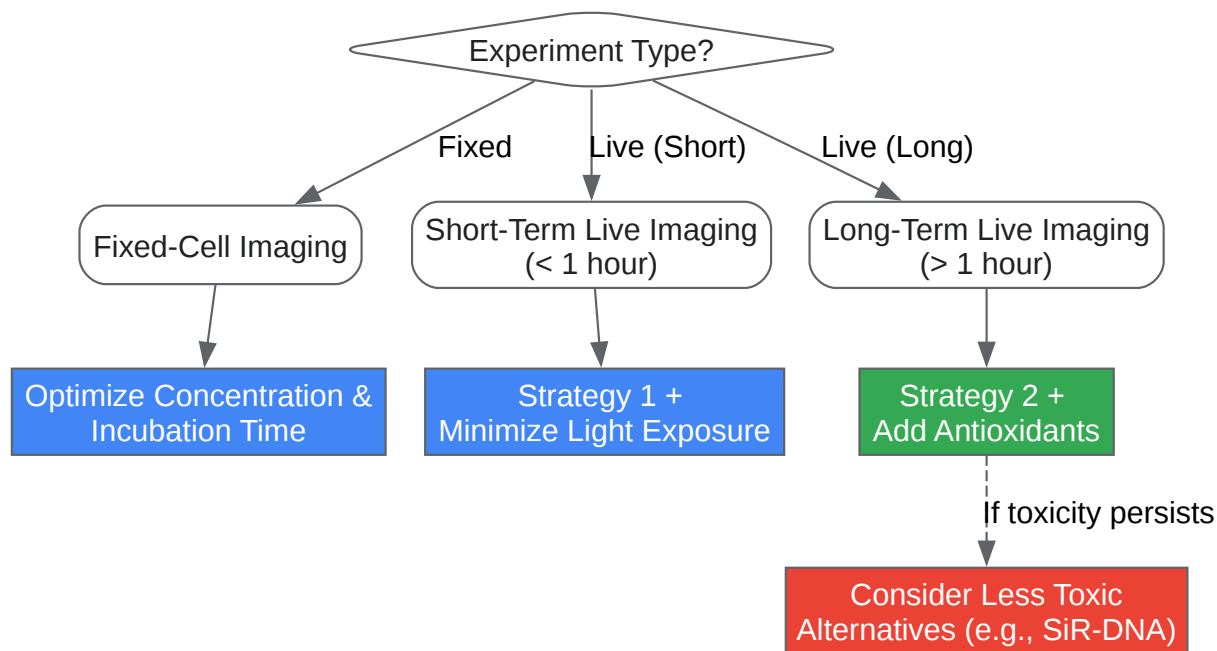 Experiment Type?
Fixed
Live (Short)
Live (Long)
Fixed-Cell Imaging
Short-Term Live Imaging
(< 1 hour)
Long-Term Live Imaging
(> 1 hour)
Optimize Concentration &
Incubation Time
Strategy 1 +
Minimize Light Exposure
Strategy 2 +
Add Antioxidants
If toxicity persists
Consider Less Toxic
Alternatives (e.g., SiR-DNA)